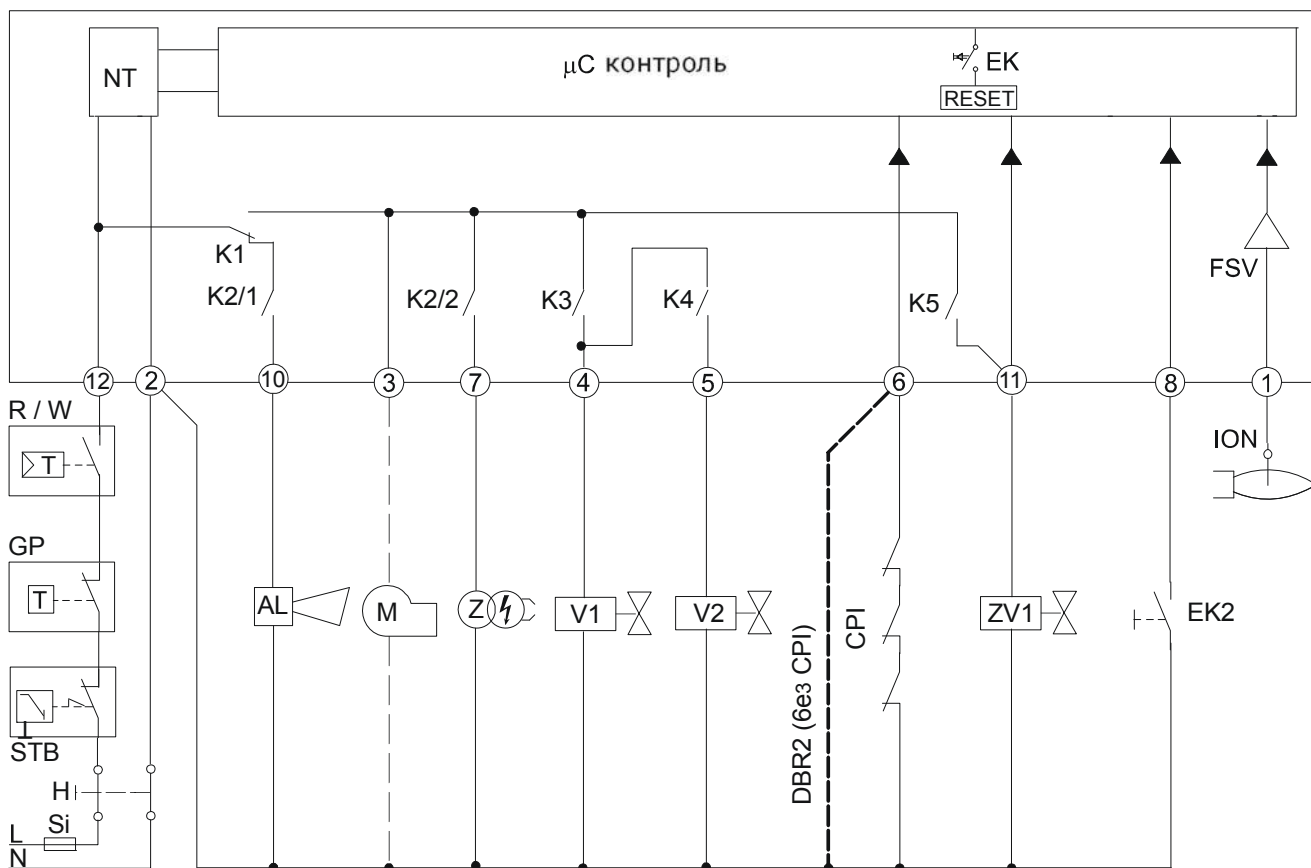 NT
µC контроль
EK
RESET
FSV
K1
K2/1
K2/2
K3
K4
K5
12
2
10
3
7
4
5
6
11
8
1
R / W
T
ION
GP
T
AL
M
Z
V1
V2
DBR2 (без CPI)
CPI
ZV1
EK2
STB
H
Si
L
N